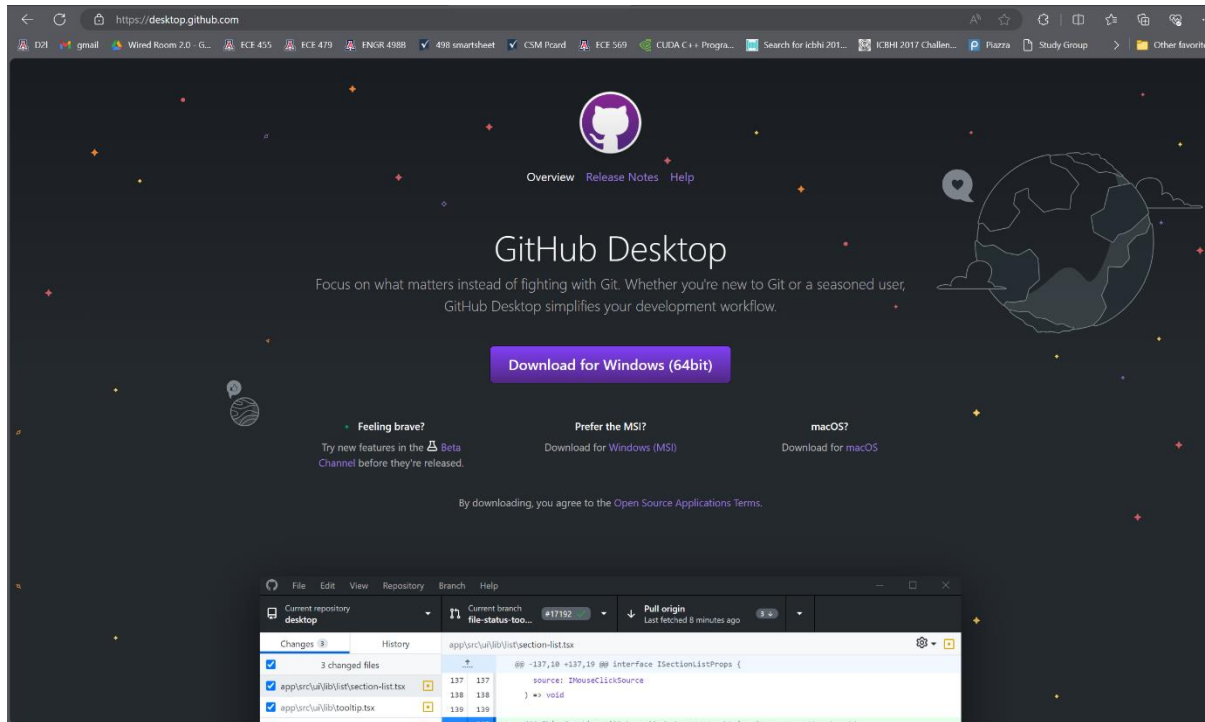 https://desktop.github.com
D2l gmail Wired Room 2.0 - G... ECE 455 ECE 479 ENGR 498B 498 smartsheet CSM Pcard ECE 569 CUDA C++ Progra... Search for icbhi 201... ICBHI 2017 Challen... Piazza Study Group Other favorit
Overview Release Notes Help
GitHub Desktop
Focus on what matters instead of fighting with Git. Whether you're new to Git or a seasoned user,
GitHub Desktop simplifies your development workflow.
Download for Windows (64bit)
Feeling brave?
Try new features in the Beta
Channel before they're released.
Prefer the MSI?
Download for Windows (MSI)
macOS?
Download for macOS
By downloading, you agree to the Open Source Applications Terms.
File Edit View Repository Branch Help
Current repository
desktop
Current branch
file-status-too... #17192
Pull origin
Last fetched 8 minutes ago
3
Changes 3 History
app\src\ui\lib\list\section-list.tsx
3 changed files
@@ -137,10 +137,19 @@ interface ISectionListProps {
app\src\ui\lib\list\section-list.tsx
137 137 source: IMouseClickSource
138 138 ) => void
app\src\ui\lib\tooltip.tsx
139 139